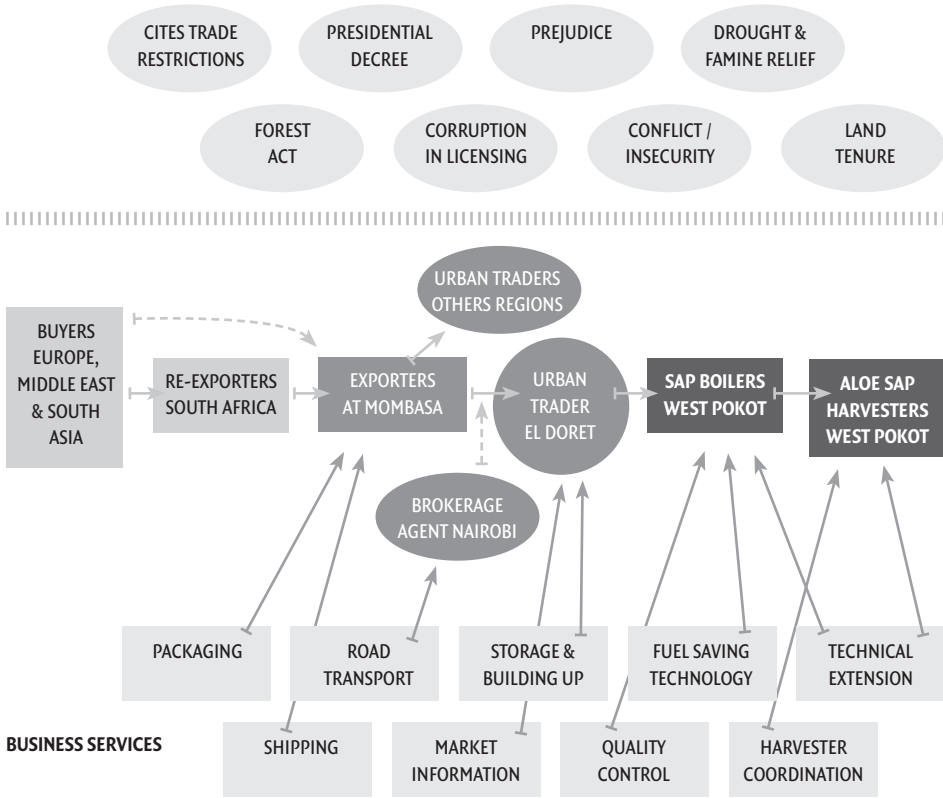 CITES TRADE
RESTRICTIONS
PRESIDENTIAL
DECREE
PREJUDICE
DROUGHT &
FAMINE RELIEF
FOREST
ACT
CORRUPTION
IN LICENSING
CONFLICT /
INSECURITY
LAND
TENURE
URBAN TRADERS
OTHERS REGIONS
BUYERS
EUROPE,
MIDDLE EAST
& SOUTH
ASIA
RE-EXPORTERS
SOUTH AFRICA
EXPORTERS
AT MOMBASA
URBAN
TRADER
EL DORET
SAP BOILERS
WEST POKOT
ALOE SAP
HARVESTERS
WEST POKOT
BROKERAGE
AGENT NAIROBI
PACKAGING
ROAD
TRANSPORT
STORAGE &
BUILDING UP
FUEL SAVING
TECHNOLOGY
TECHNICAL
EXTENSION
BUSINESS SERVICES
SHIPPING
MARKET
INFORMATION
QUALITY
CONTROL
HARVESTER
COORDINATION